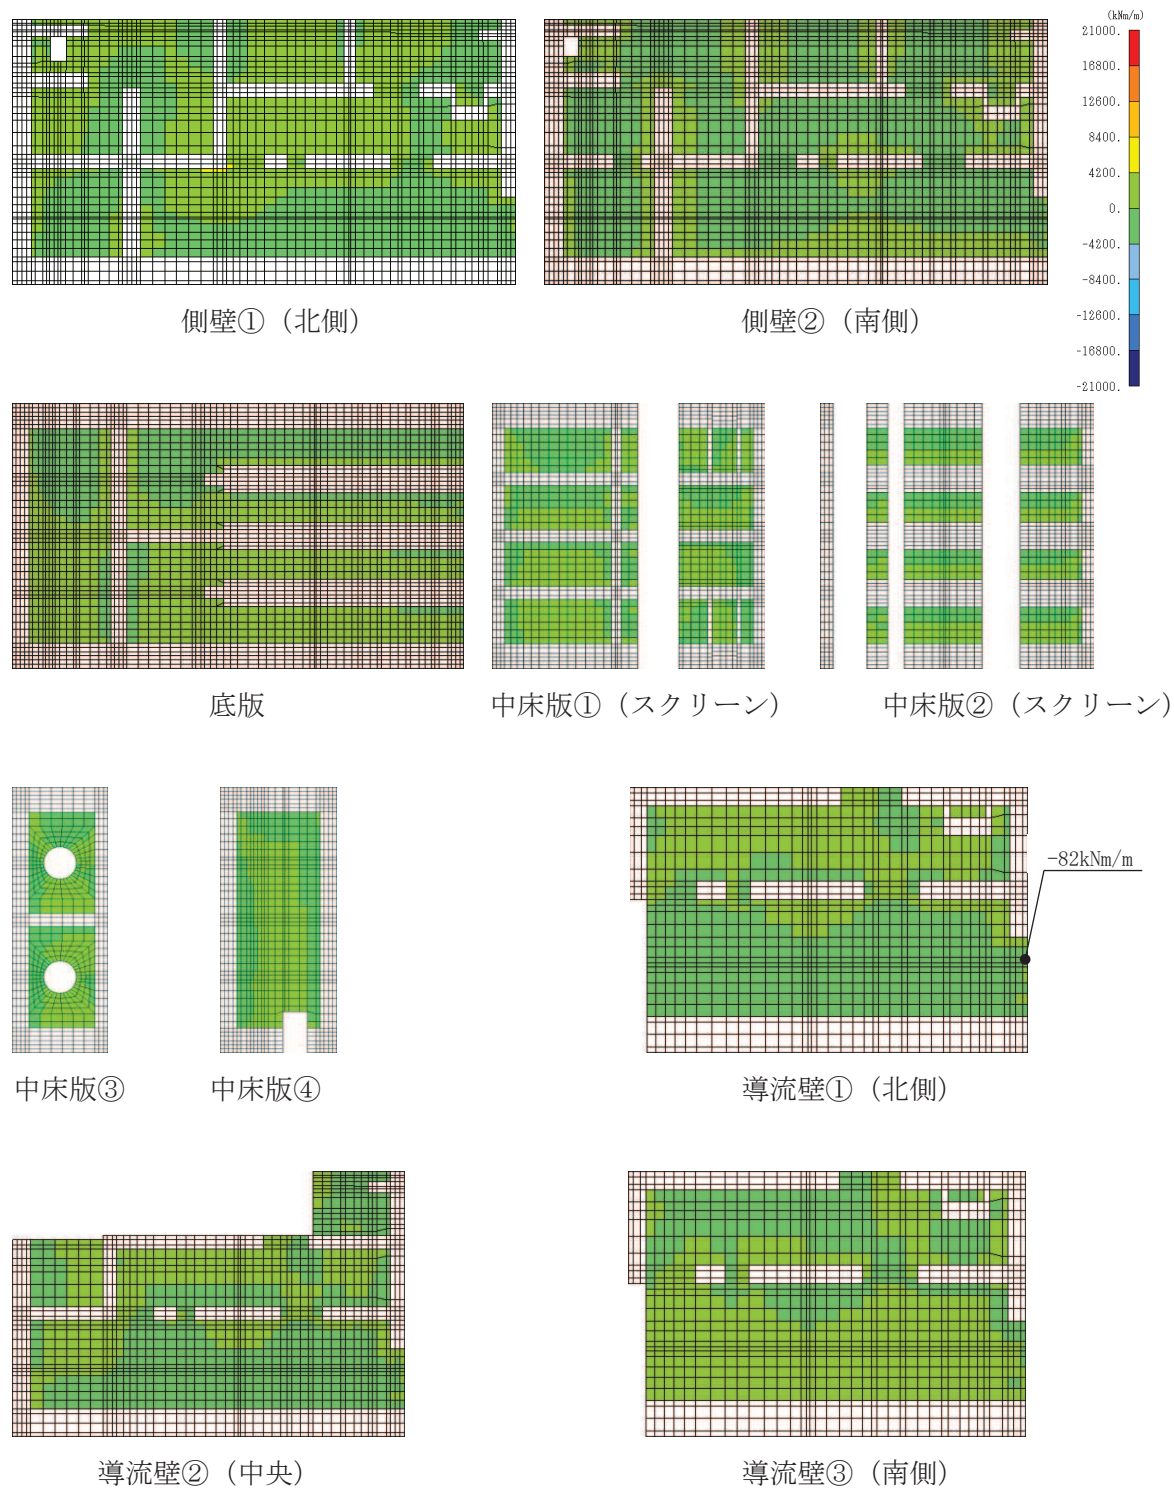 (kNm/m)
21000.
16800.
12600.
8400.
4200.
0.
-4200.
-8400.
-12600.
-16800.
-21000.
側壁①（北側）
側壁②（南側）
底版
中床版①（スクリーン）
中床版②（スクリーン）
-82kNm/m
中床版③
中床版④
導流壁①（北側）
導流壁②（中央）
導流壁③（南側）